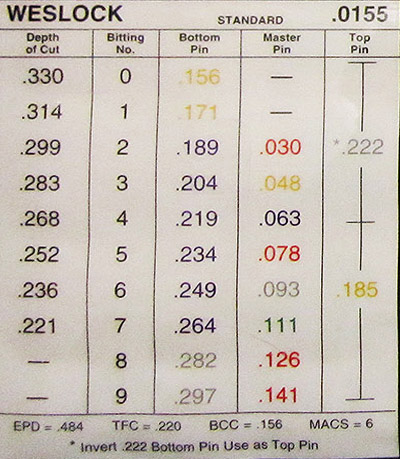 WESLOCK STANDARD .0155
Depth of Cut Bitting No. Bottom Pin Master Pin Top Pin
.330 0 .156 —
.314 1 .171 —
.299 2 .189 .030 *.222
.283 3 .204 .048
.268 4 .219 .063
.252 5 .234 .078
.236 6 .249 .093 .185
.221 7 .264 .111
— 8 .282 .126
— 9 .297 .141
EPD = .484 TFC = .220 BCC = .156 MACS = 6
* Invert .222 Bottom Pin Use as Top Pin